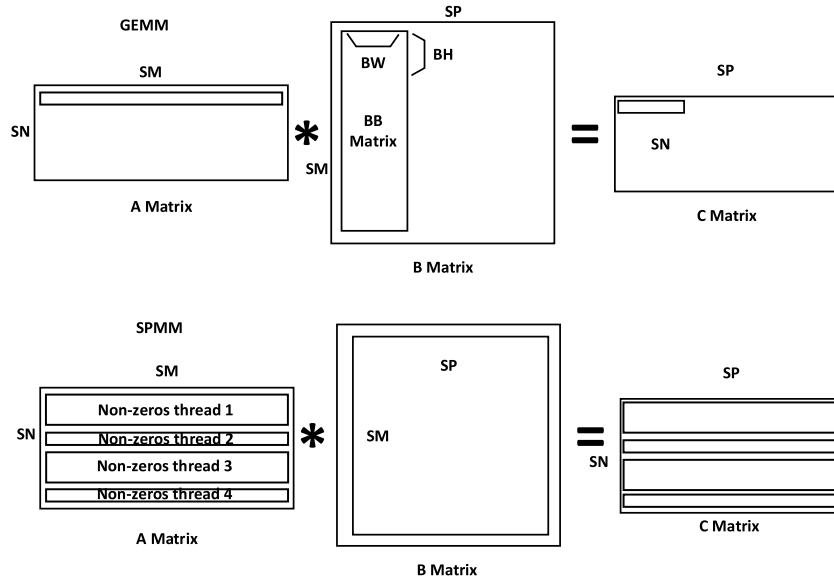 GEMM
SP
SM
BW
BH
SP
SN
BB
Matrix
SM
SN
*
=
A Matrix
B Matrix
C Matrix
SPMM
SM
SP
SP
Non-zeros thread 1
SN
Non-zeros thread 2
SM
*
=
Non-zeros thread 3
SN
Non-zeros thread 4
A Matrix
B Matrix
C Matrix